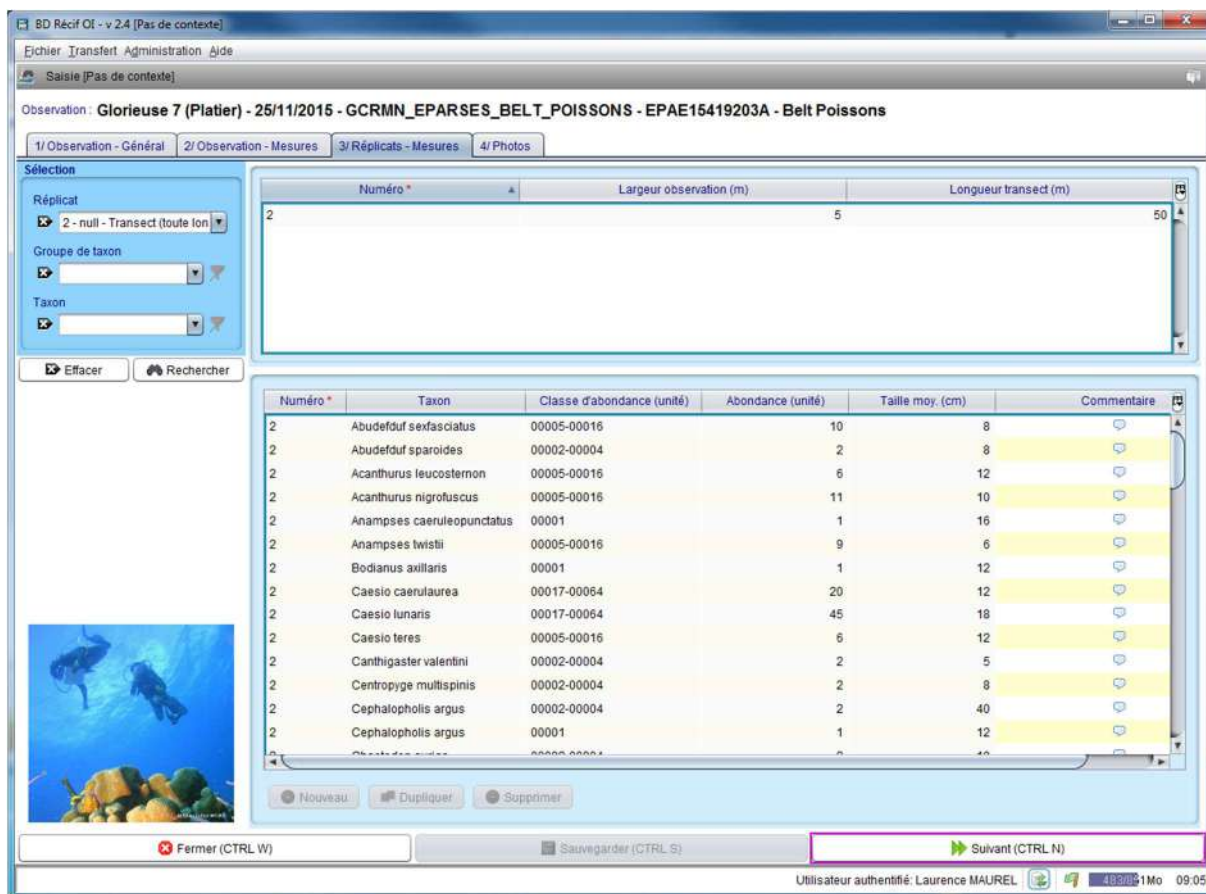 BD Récif OI - v 2.4 [Pas de contexte]
Fichier Transfert Administration Aide
Saisie [Pas de contexte]
Observation : Glorieuse 7 (Platier) - 25/11/2015 - GCRMN_EPARSES_BELT_POISSONS - EPAE15419203A - Belt Poissons
1/ Observation - Général 2/ Observation - Mesures 3/ Réplicats - Mesures 4/ Photos
Sélection
Réplicat
2 - null - Transect (toute lon
Groupe de taxon
Taxon
Effacer Rechercher
Numéro * Largeur observation (m) Longueur transect (m)
2 5 50
Numéro * Taxon Classe d'abondance (unité) Abondance (unité) Taille moy. (cm) Commentaire
2 Abudefduf sexfasciatus 00005-00016 10 8
2 Abudefduf sparoides 00002-00004 2 8
2 Acanthurus leucosternon 00005-00016 6 12
2 Acanthurus nigrofuscus 00005-00016 11 10
2 Anampses caeruleopunctatus 00001 1 16
2 Anampses twistii 00005-00016 9 6
2 Bodianus axillaris 00001 1 12
2 Caesio caerulaurea 00017-00064 20 12
2 Caesio lunaris 00017-00064 45 18
2 Caesio teres 00005-00016 6 12
2 Canthigaster valentini 00002-00004 2 5
2 Centropyge multispinis 00002-00004 2 8
2 Cephalopholis argus 00002-00004 2 40
2 Cephalopholis argus 00001 1 12
Nouveau Dupliquer Supprimer
Fermer (CTRL W) Sauvegarder (CTRL S) Suivant (CTRL N)
Utilisateur authentifié: Laurence MAUREL 09:05